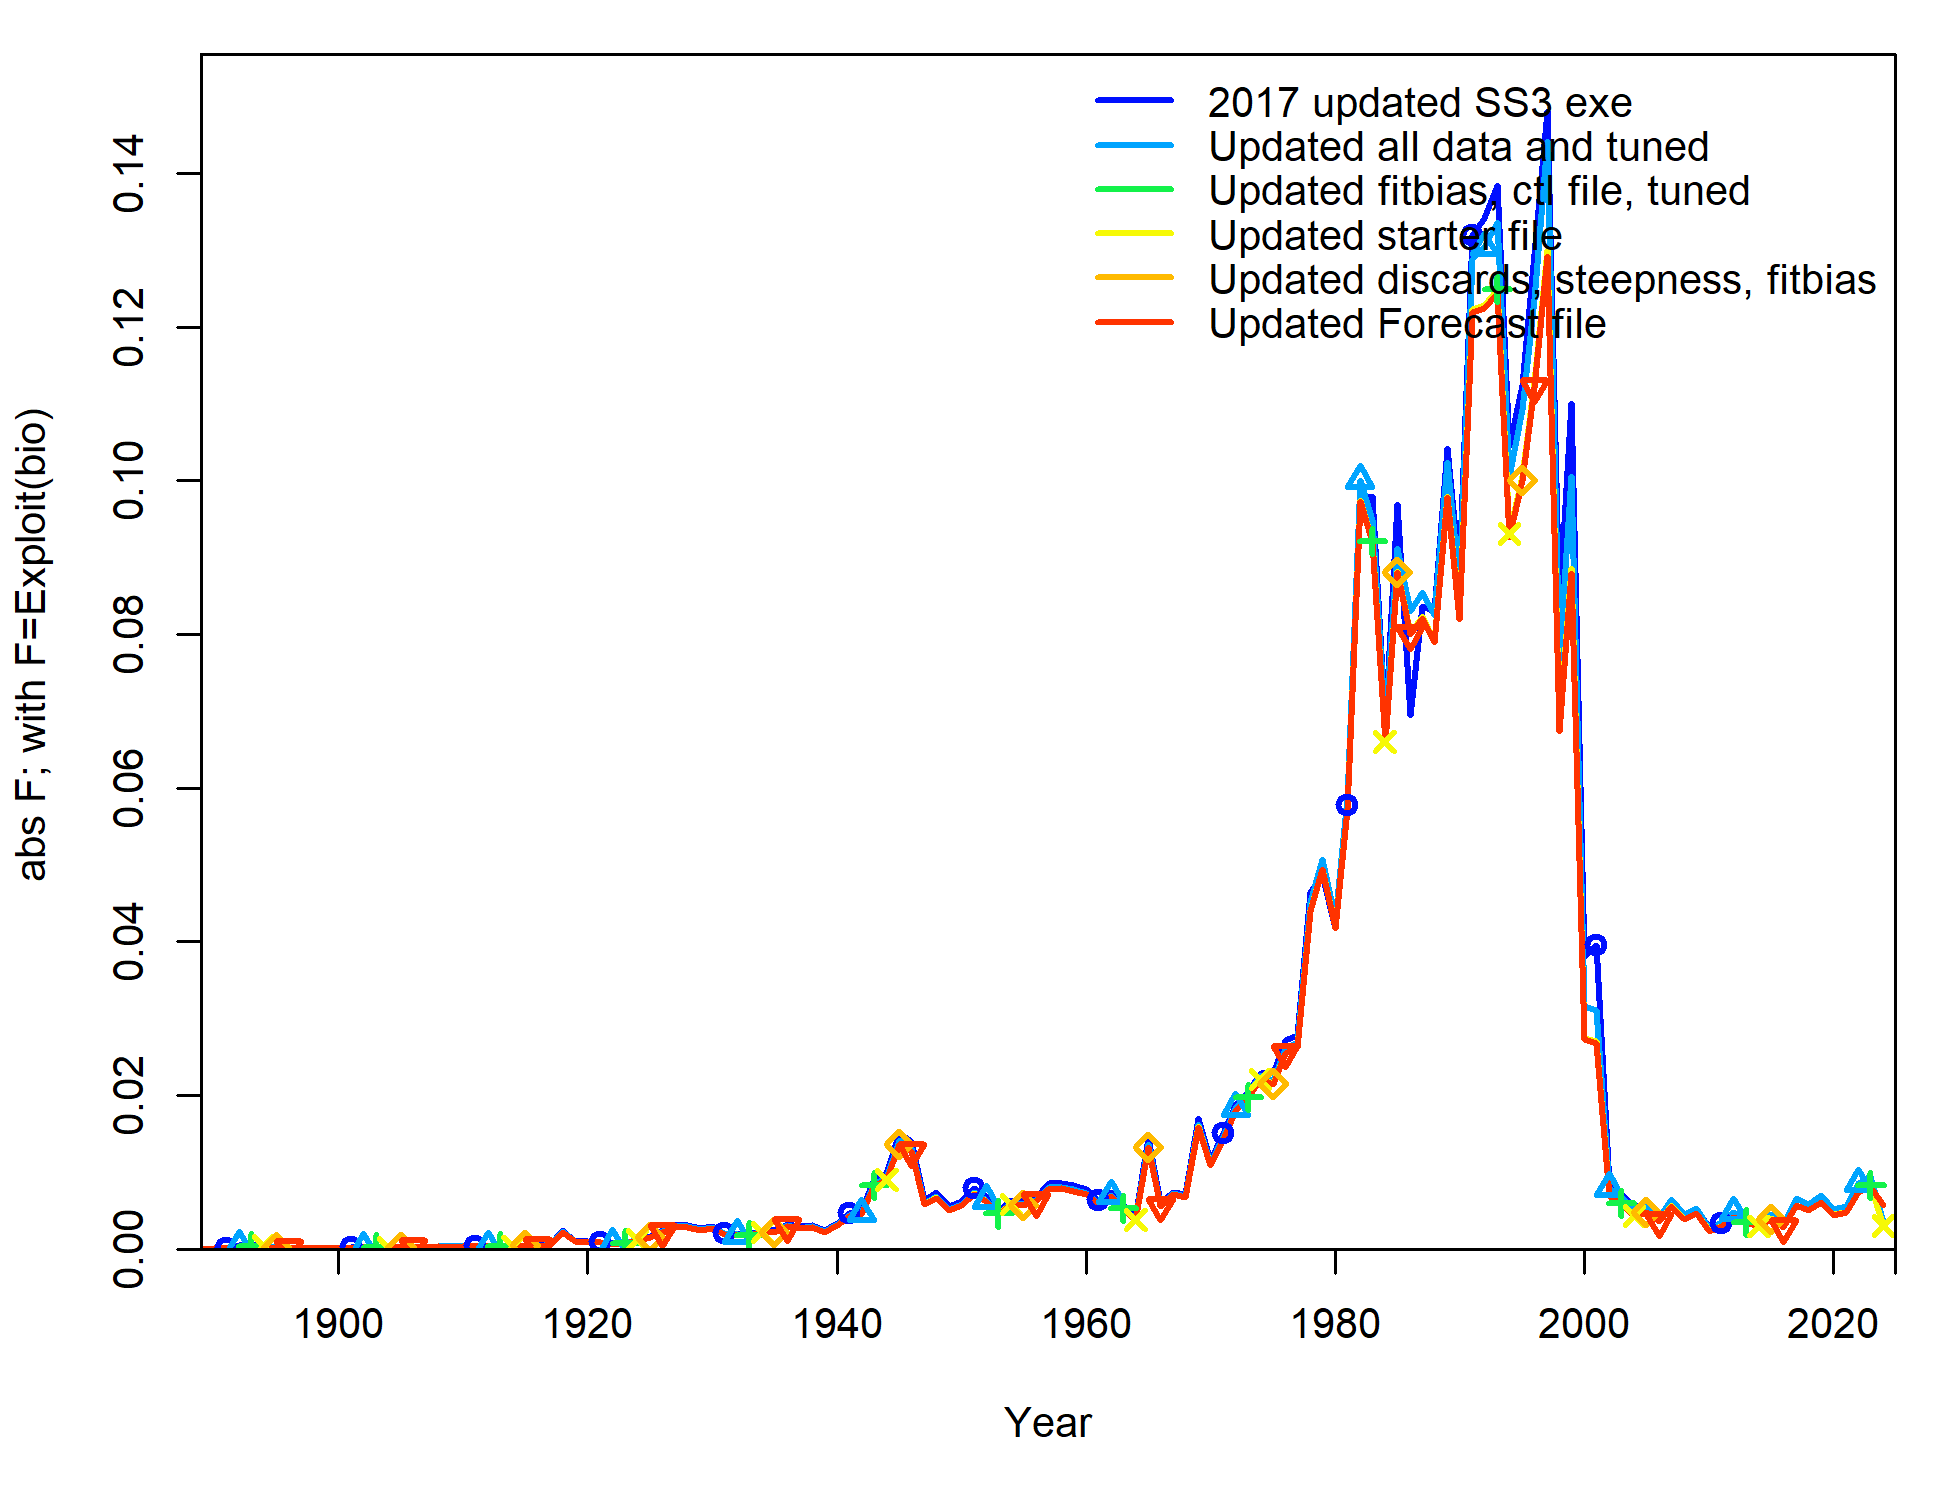 2017 updated SS3 exe
Updated all data and tuned
Updated fitbias, ctl file, tuned
Updated starter file
Updated discards, steepness, fitbias
Updated Forecast file
abs F; with F=Exploit(bio)
0.14
0.12
0.10
0.08
0.06
0.04
0.02
0.00
1900 1920 1940 1960 1980 2000 2020
Year